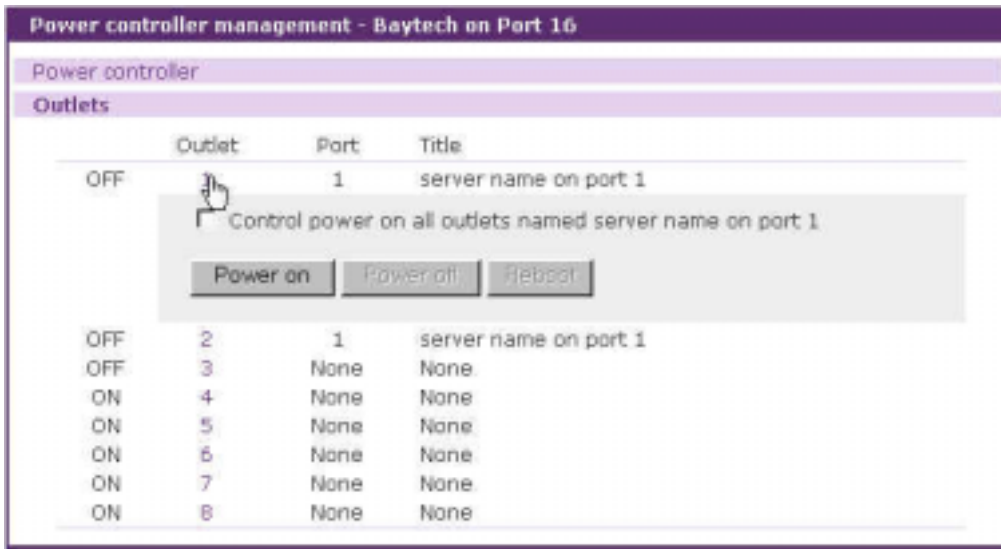 Power controller management - Baytech on Port 16
Power controller
Outlets
Outlet Port Title
OFF 1 server name on port 1
Control power on all outlets named server name on port 1
Power on Power off Reboot
OFF 2 1 server name on port 1
OFF 3 None None
ON 4 None None
ON 5 None None
ON 6 None None
ON 7 None None
ON 8 None None